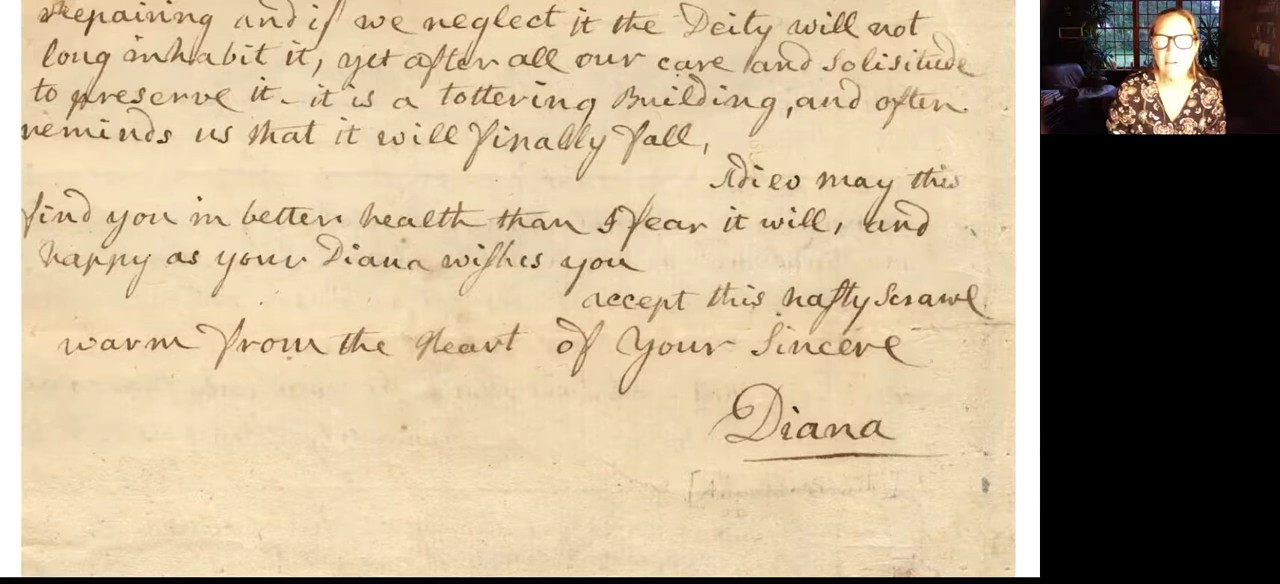 repairing and if we neglect it the Deity will not
long inhabit it, yet after all our care and solisitude
to preserve it - it is a tottering Building, and often
reminds us that it will finally fall,
Adieu may this
find you in better health than I fear it will, and
happy as your Diana wishes you
accept this hasty Scrawl
warm from the Heart of Your Sincere
Diana